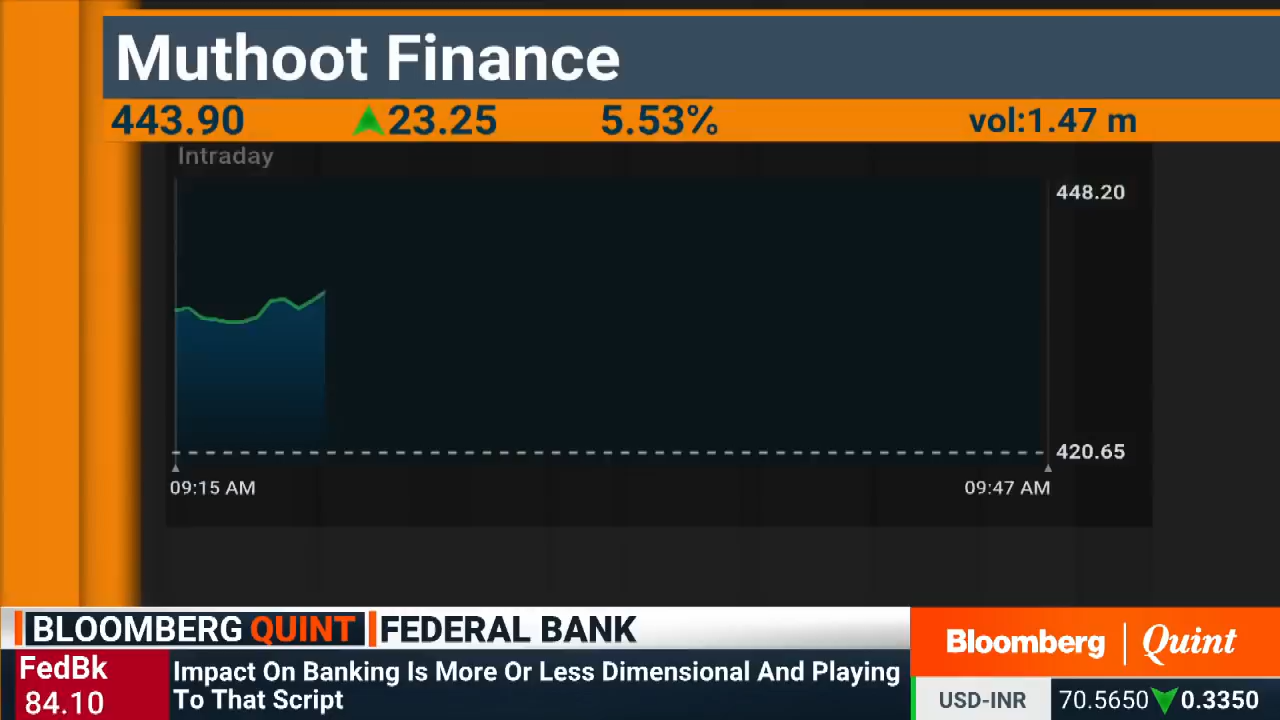 Muthoot Finance
443.90 23.25 5.53% vol:1.47 m
Intraday
448.20
420.65
09:15 AM 09:47 AM
BLOOMBERG QUINT FEDERAL BANK
FedBk
84.10
Impact On Banking Is More Or Less Dimensional And Playing
To That Script
Bloomberg | Quint
USD-INR 70.5650 0.3350